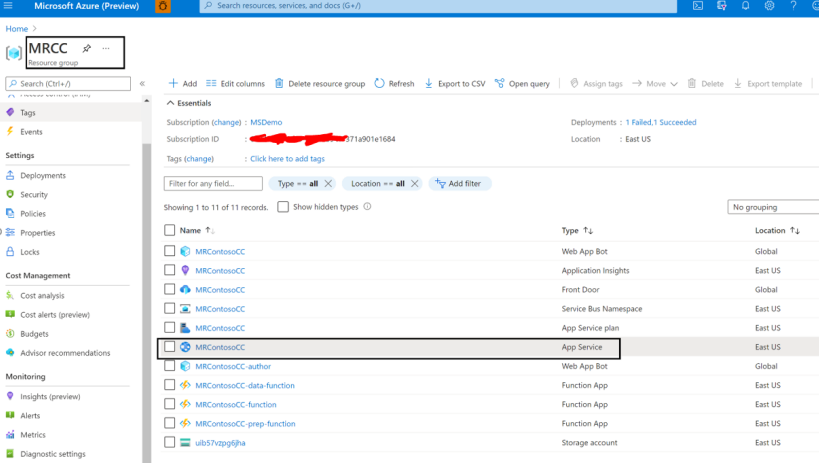 Microsoft Azure (Preview)
Search resources, services, and docs (G+/)
Home >
MRCC
Resource group
Search (Ctrl+/)
Add
Edit columns
Delete resource group
Refresh
Export to CSV
Open query
Assign tags
Move
Delete
Export template
Access control (IAM)
Tags
Events
Settings
Deployments
Security
Policies
Properties
Locks
Cost Management
Cost analysis
Cost alerts (preview)
Budgets
Advisor recommendations
Monitoring
Insights (preview)
Alerts
Metrics
Diagnostic settings
Essentials
Subscription (change) : MSDemo
Deployments : 1 Failed,1 Succeeded
Subscription ID : 371a901e1684
Location : East US
Tags (change) : Click here to add tags
Filter for any field...
Type == all
Location == all
Add filter
Showing 1 to 11 of 11 records.
Show hidden types
No grouping
Name Type Location
MRContosoCC Web App Bot Global
MRContosoCC Application Insights East US
MRContosoCC Front Door Global
MRContosoCC Service Bus Namespace East US
MRContosoCC App Service plan East US
MRContosoCC App Service East US
MRContosoCC-author Web App Bot Global
MRContosoCC-data-function Function App East US
MRContosoCC-function Function App East US
MRContosoCC-prep-function Function App East US
uib57vzpg6jha Storage account East US